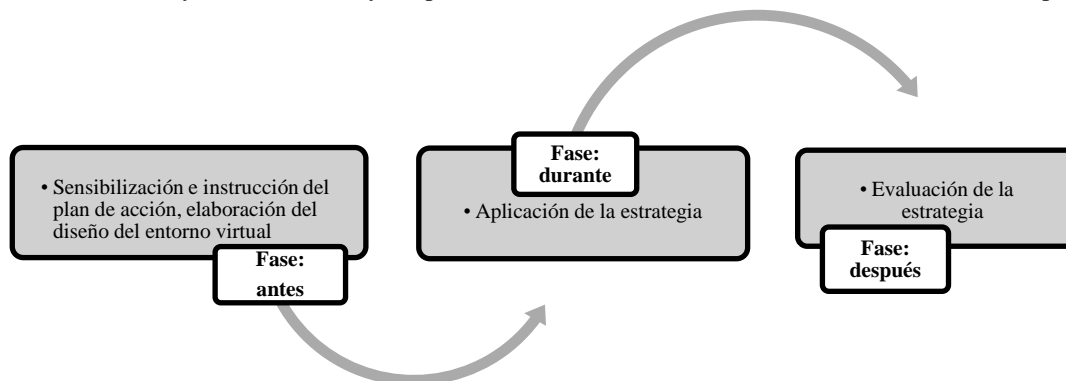 • Sensibilización e instrucción del
plan de acción, elaboración del
diseño del entorno virtual
Fase:
antes
Fase:
durante
• Aplicación de la estrategia
• Evaluación de la
estrategia
Fase:
después